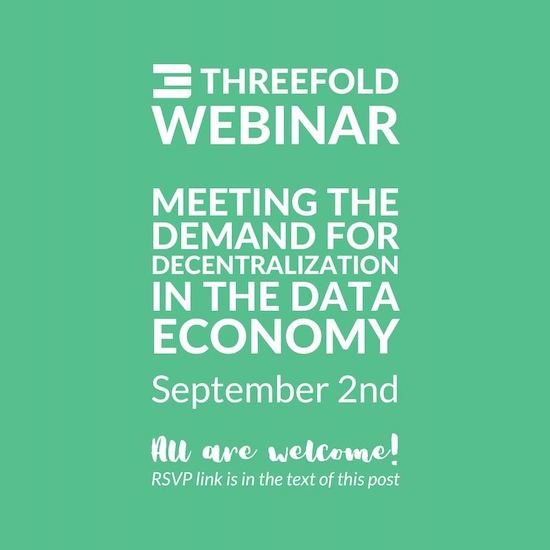 THREEFOLD
WEBINAR
MEETING THE
DEMAND FOR
DECENTRALIZATION
IN THE DATA
ECONOMY
September 2nd
All are welcome!
RSVP link is in the text of this post